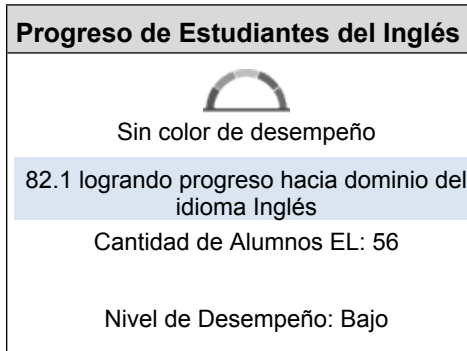 Progreso de Estudiantes del Inglés
Sin color de desempeño
82.1 logrando progreso hacia dominio del
idioma Inglés
Cantidad de Alumnos EL: 56
Nivel de Desempeño: Bajo